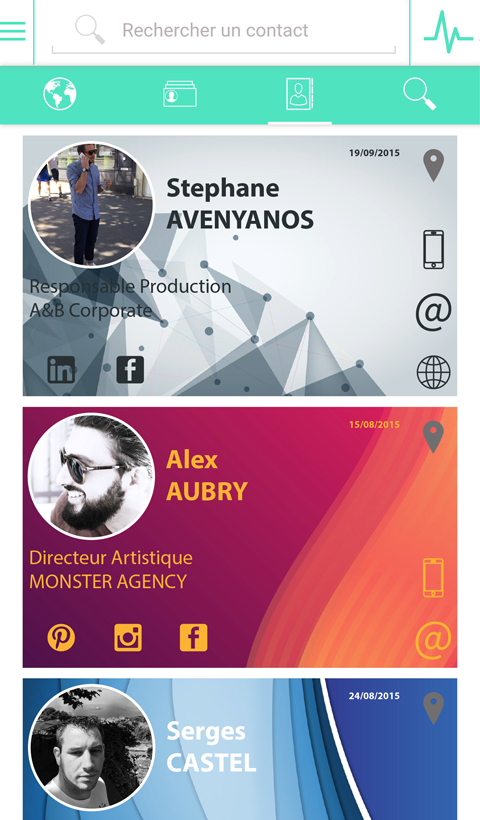 Rechercher un contact
19/09/2015
Stephane
AVENYANOS
Responsable Production
A&B Corporate
@
in f
15/08/2015
Alex
AUBRY
Directeur Artistique
MONSTER AGENCY
@
f
24/08/2015
Serges
CASTEL